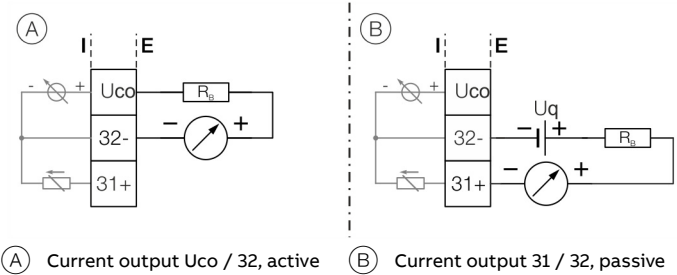 A
I E
- + Uco R_B
32- - +
31+
B
I E
- + Uco
Uq
32- - + R_B
31+ - +
A Current output Uco / 32, active
B Current output 31 / 32, passive